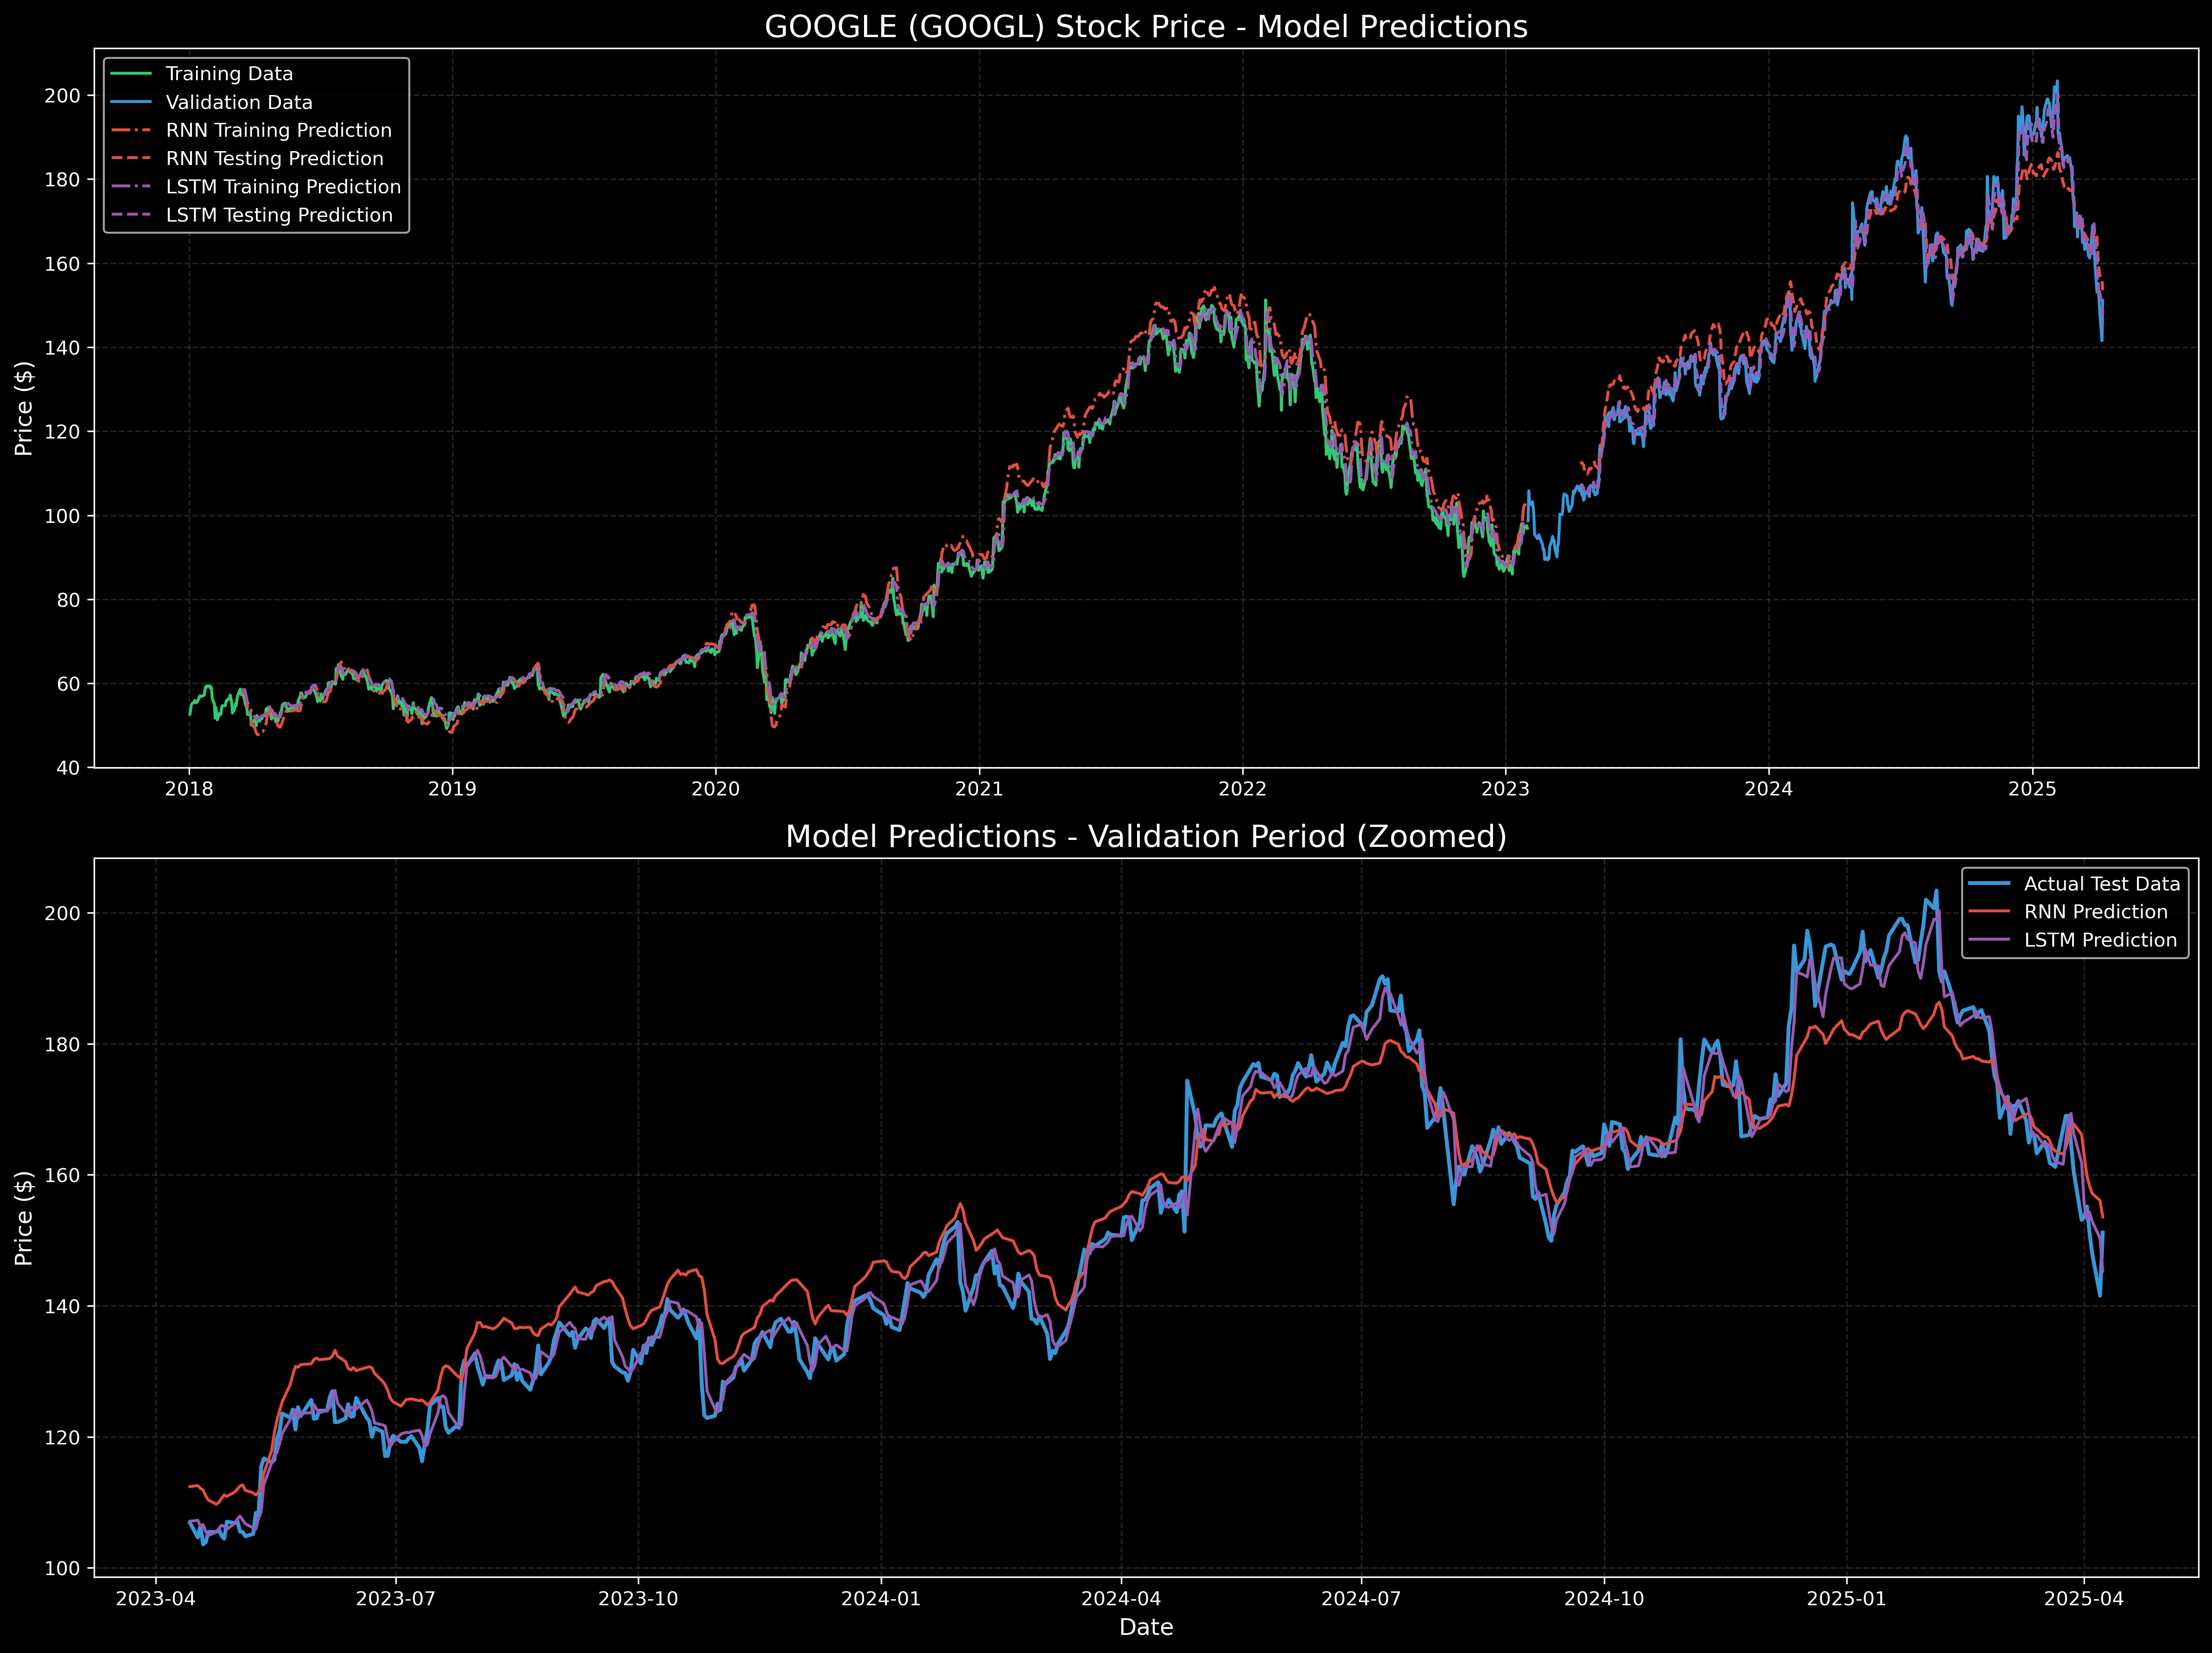 GOOGLE (GOOGL) Stock Price - Model Predictions
Training Data
Validation Data
RNN Training Prediction
RNN Testing Prediction
LSTM Training Prediction
LSTM Testing Prediction
Price ($)
200
180
160
140
120
100
80
60
40
2018 2019 2020 2021 2022 2023 2024 2025
Model Predictions - Validation Period (Zoomed)
Actual Test Data
RNN Prediction
LSTM Prediction
Price ($)
200
180
160
140
120
100
2023-04 2023-07 2023-10 2024-01 2024-04 2024-07 2024-10 2025-01 2025-04
Date